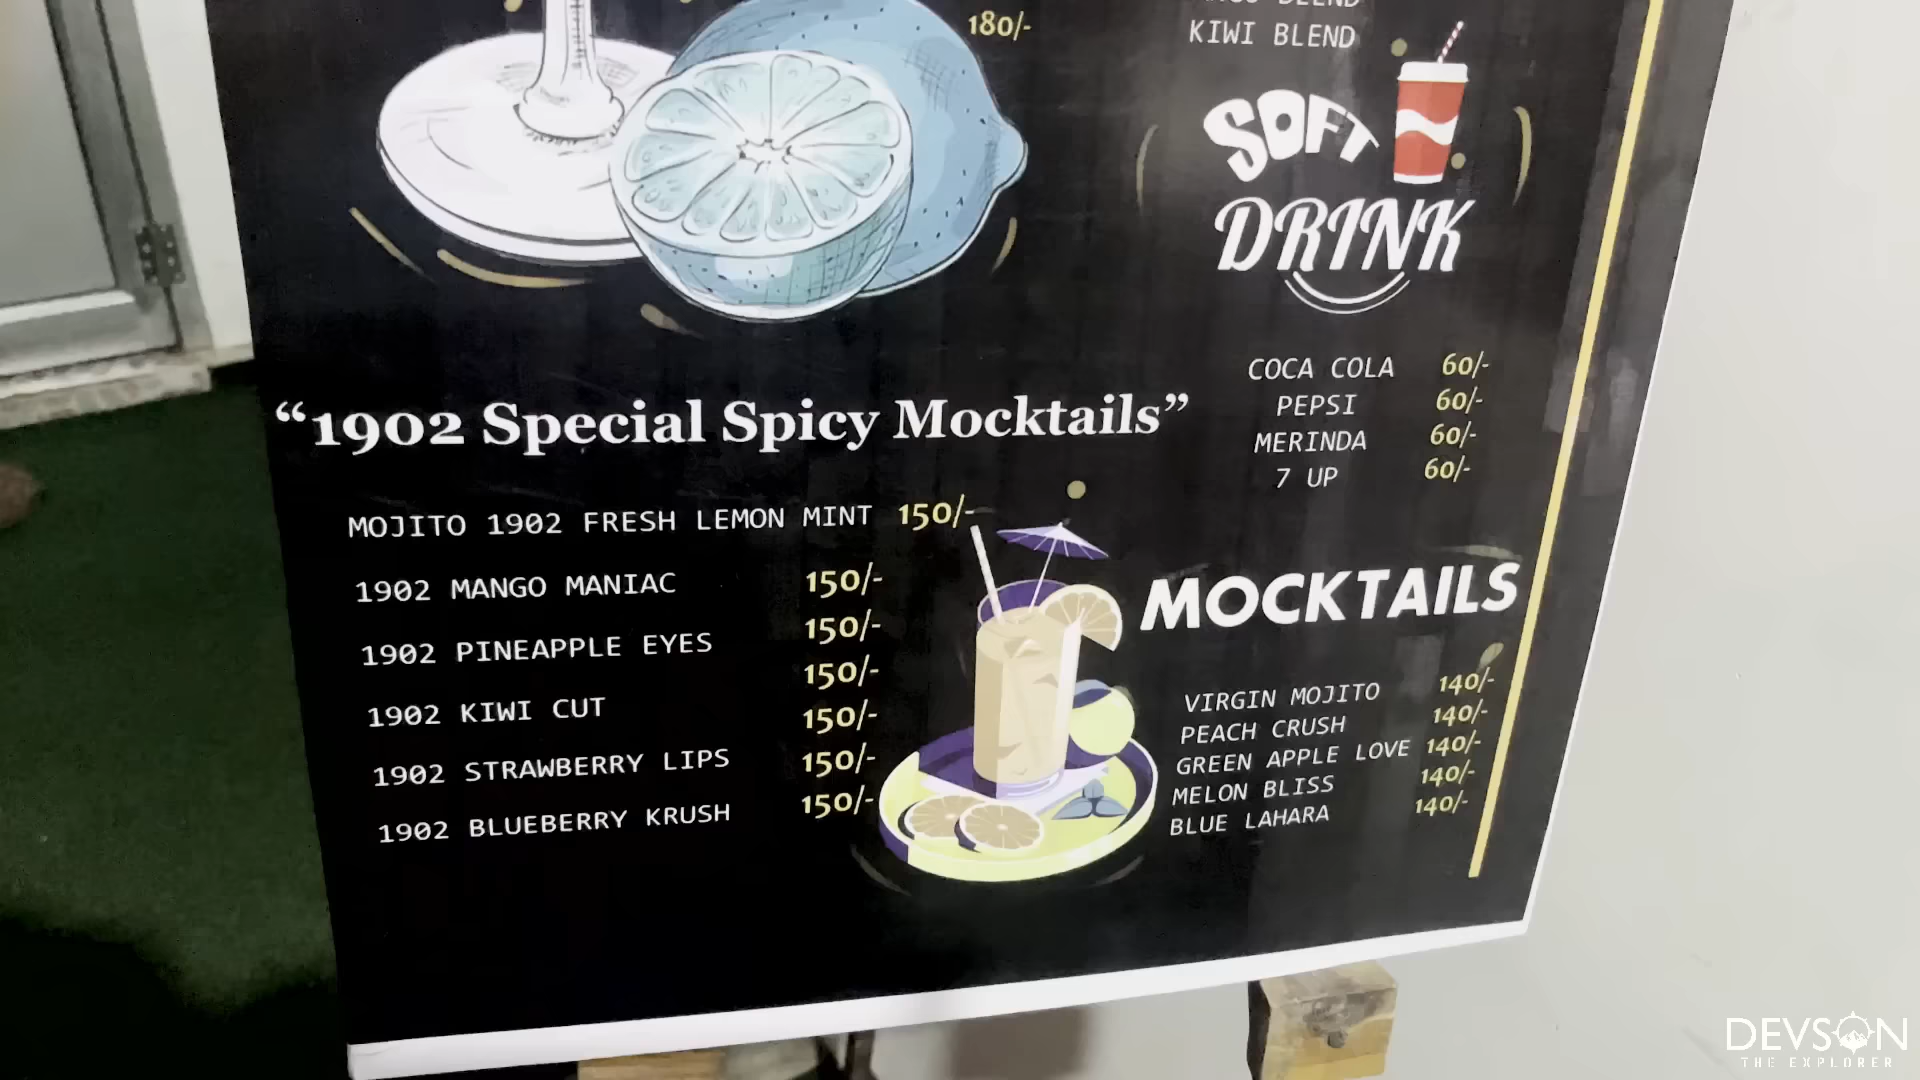 180/-
BLEND
KIWI BLEND
SOFT
DRINK
COCA COLA 60/-
PEPSI 60/-
MERINDA 60/-
7 UP 60/-
“1902 Special Spicy Mocktails”
MOJITO 1902 FRESH LEMON MINT 150/-
1902 MANGO MANIAC 150/-
1902 PINEAPPLE EYES 150/-
150/-
1902 KIWI CUT 150/-
1902 STRAWBERRY LIPS 150/-
1902 BLUEBERRY KRUSH 150/-
MOCKTAILS
VIRGIN MOJITO 140/-
PEACH CRUSH 140/-
GREEN APPLE LOVE 140/-
MELON BLISS 140/-
BLUE LAHARA 140/-
DEVSON
THE EXPLORER